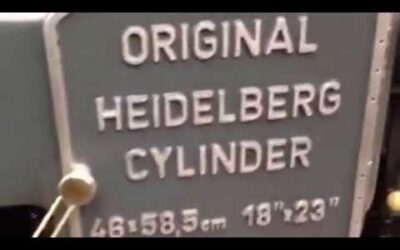 ORIGINAL
HEIDELBERG
CYLINDER
46x58,5cm 18"x23"